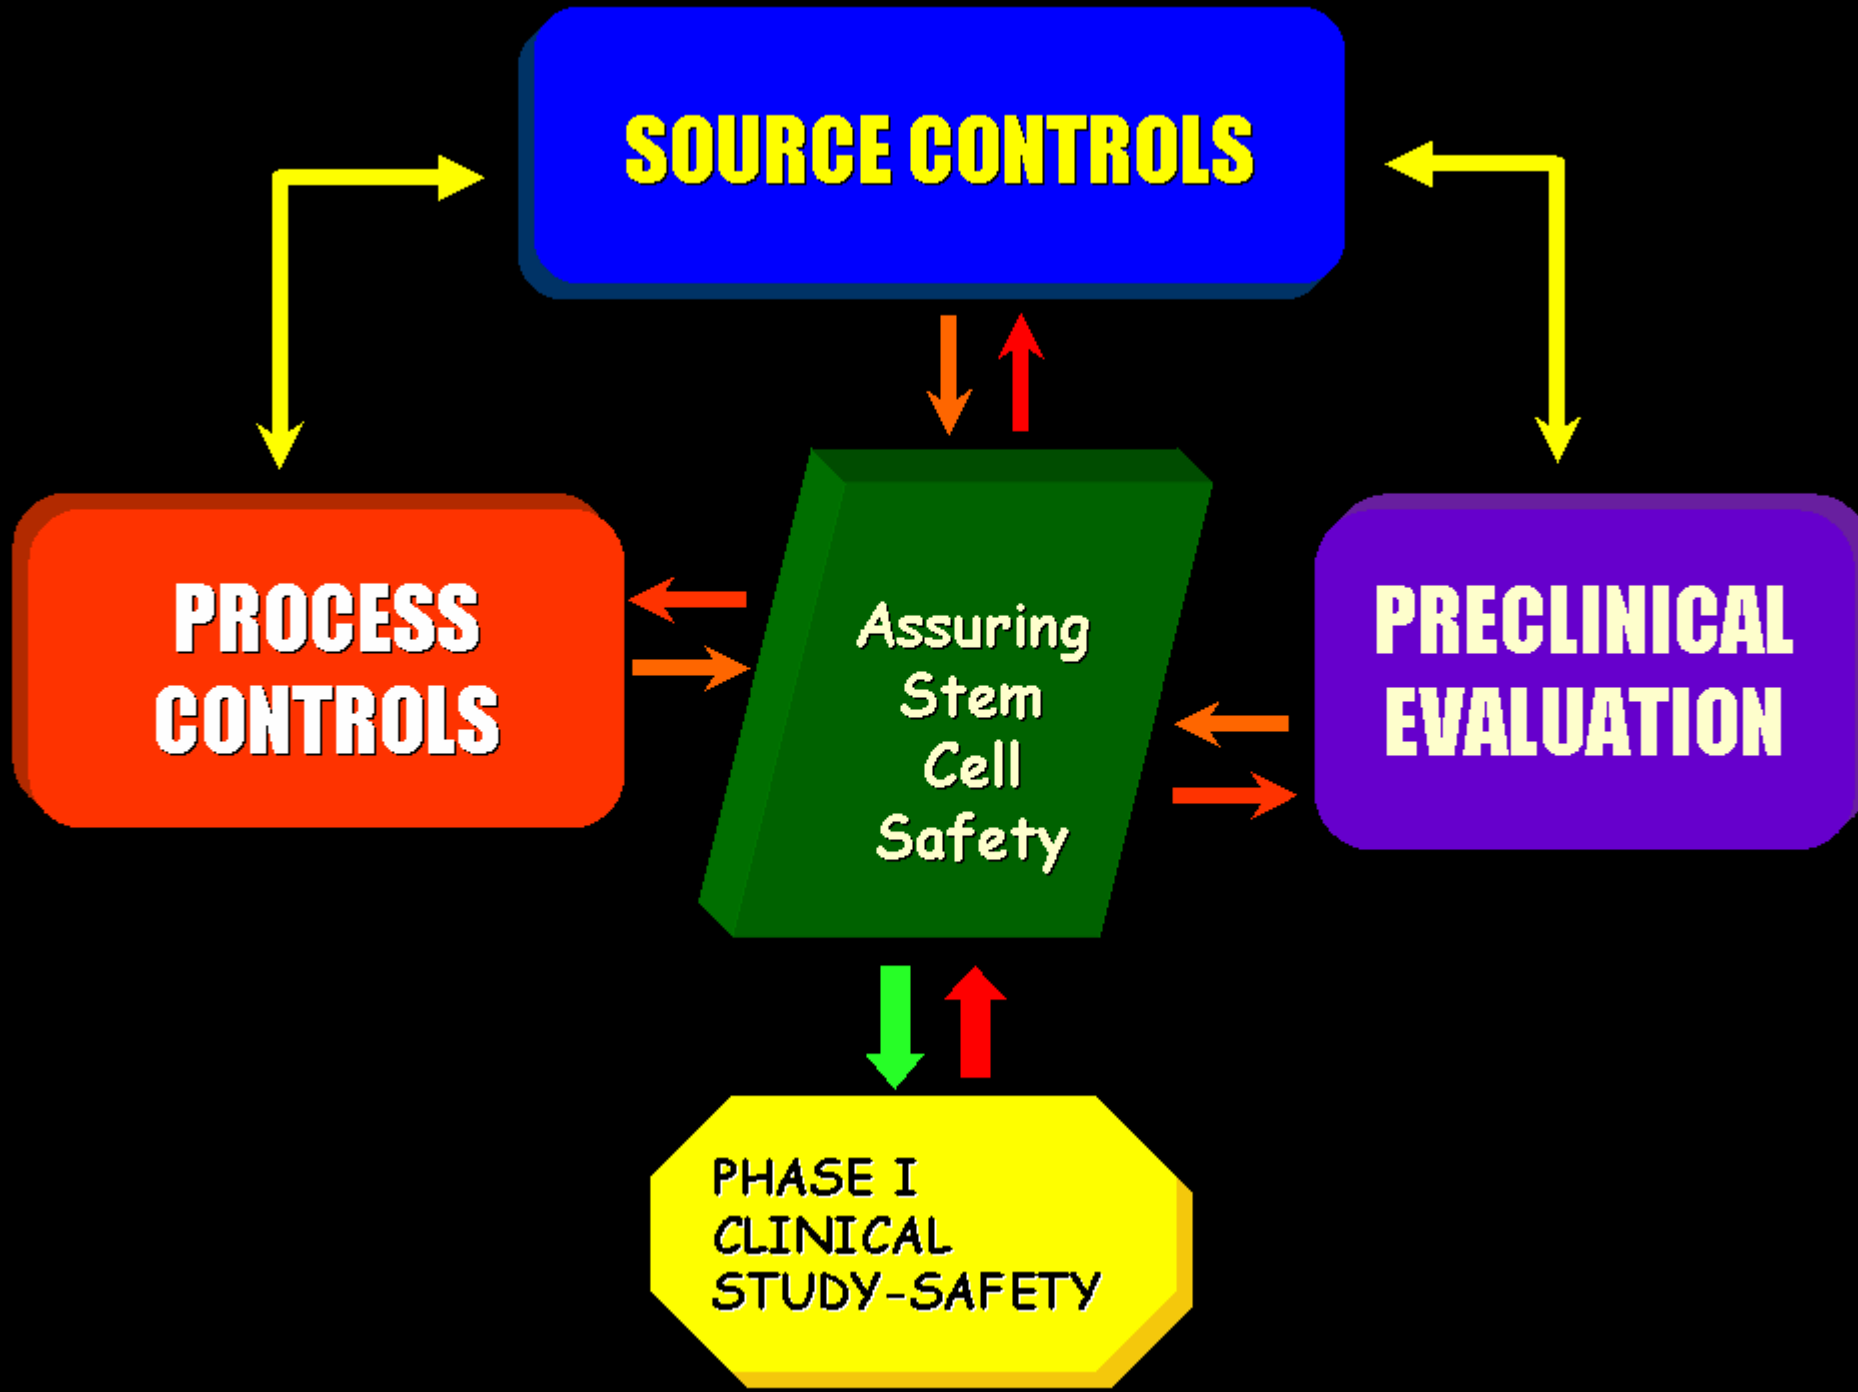 SOURCE CONTROLS
PROCESS
CONTROLS
Assuring
Stem
Cell
Safety
PRECLINICAL
EVALUATION
PHASE I
CLINICAL
STUDY-SAFETY